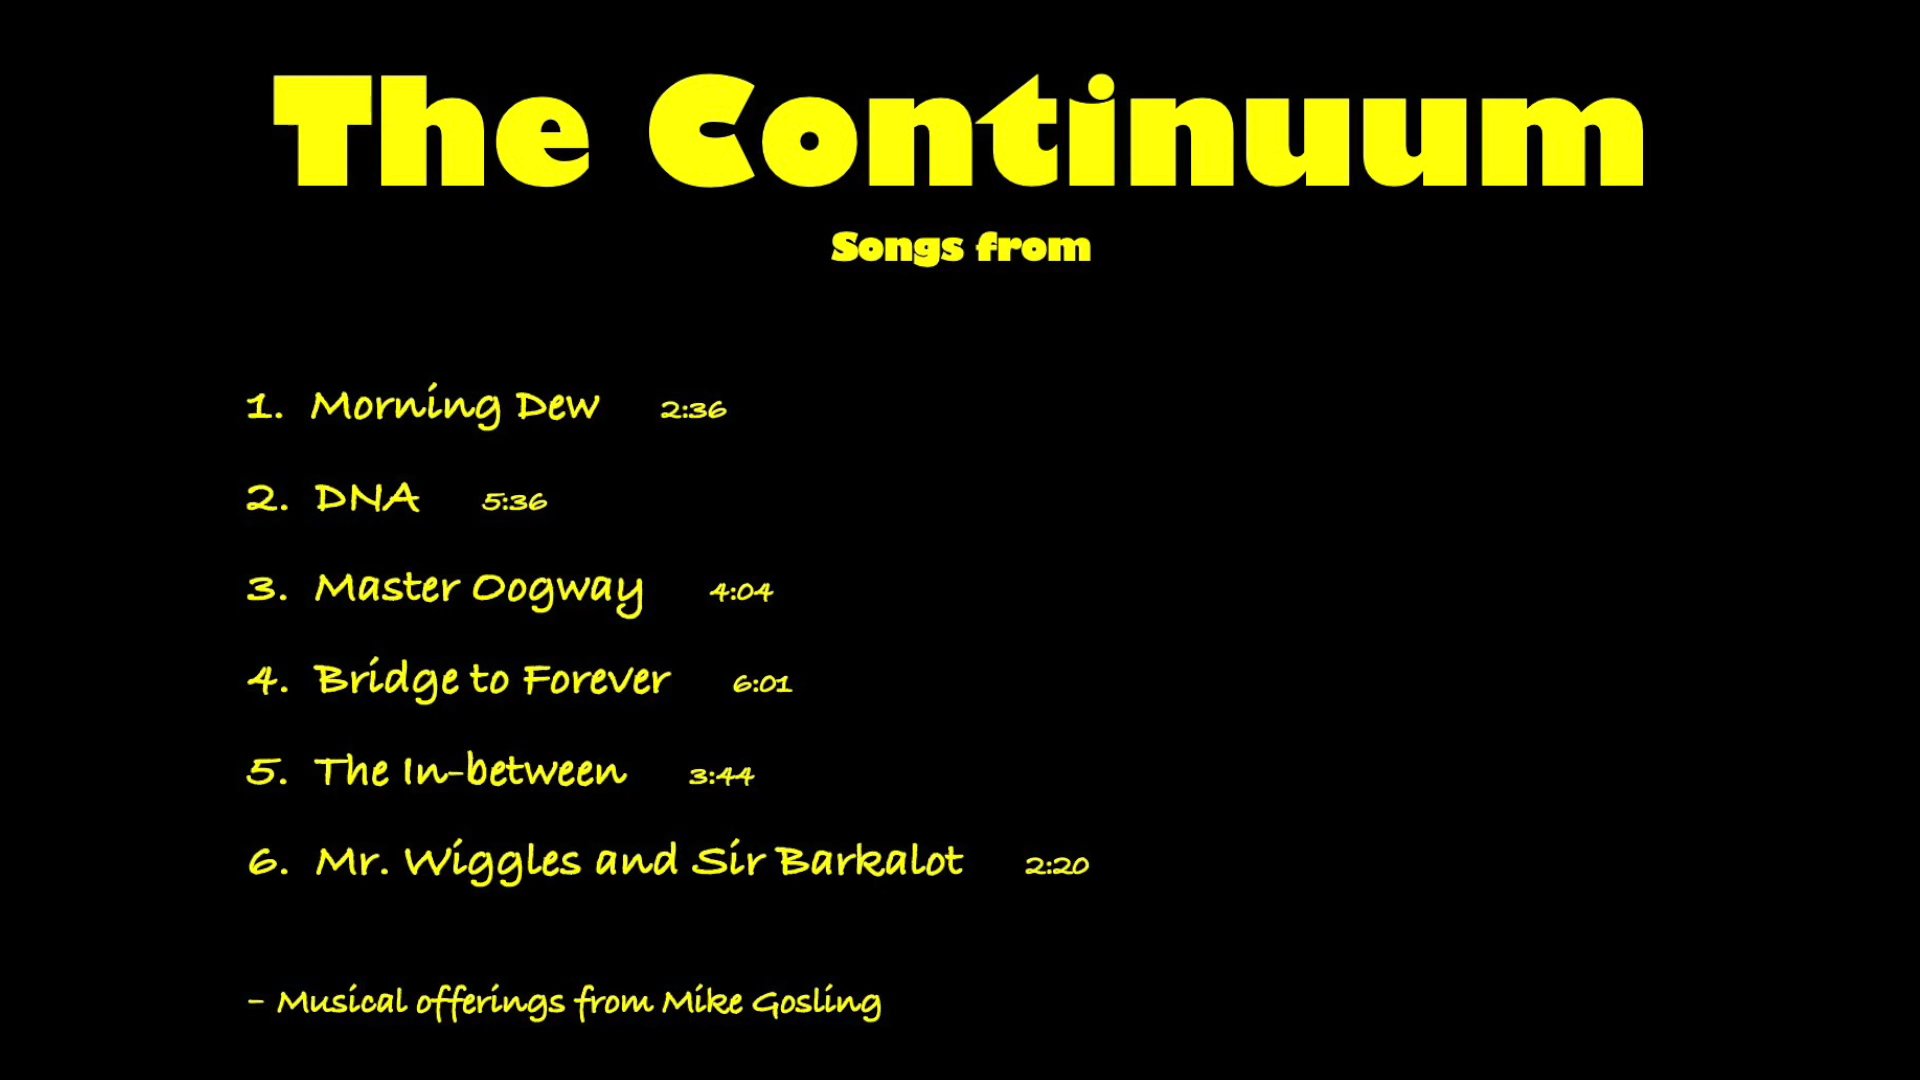 The Continuum
Songs from
1. Morning Dew 2:36
2. DNA 5:36
3. Master Oogway 4:04
4. Bridge to Forever 6:01
5. The In-between 3:44
6. Mr. Wiggles and Sir Barkalot 2:20
- Musical offerings from Mike Gosling